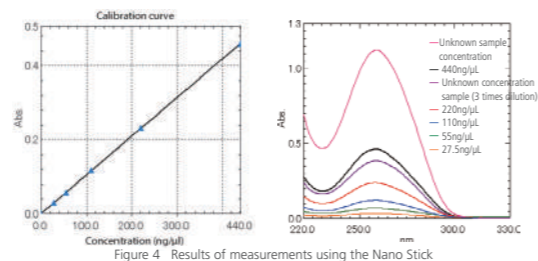 Calibration curve
0.5
0.4
0.2
0.0
Abs.
0.0 100.0 200.0 300.0 440.0
Concentration (ng/µl)
1.3
1.0
0.5
0.0
Abs.
220.0 250.0 300.0 330.C
nm
Unknown sample
concentration
440ng/µL
Unknown concentration
sample (3 times dilution)
220ng/µL
110ng/µL
55ng/µL
27.5ng/µL
Figure 4 Results of measurements using the Nano Stick